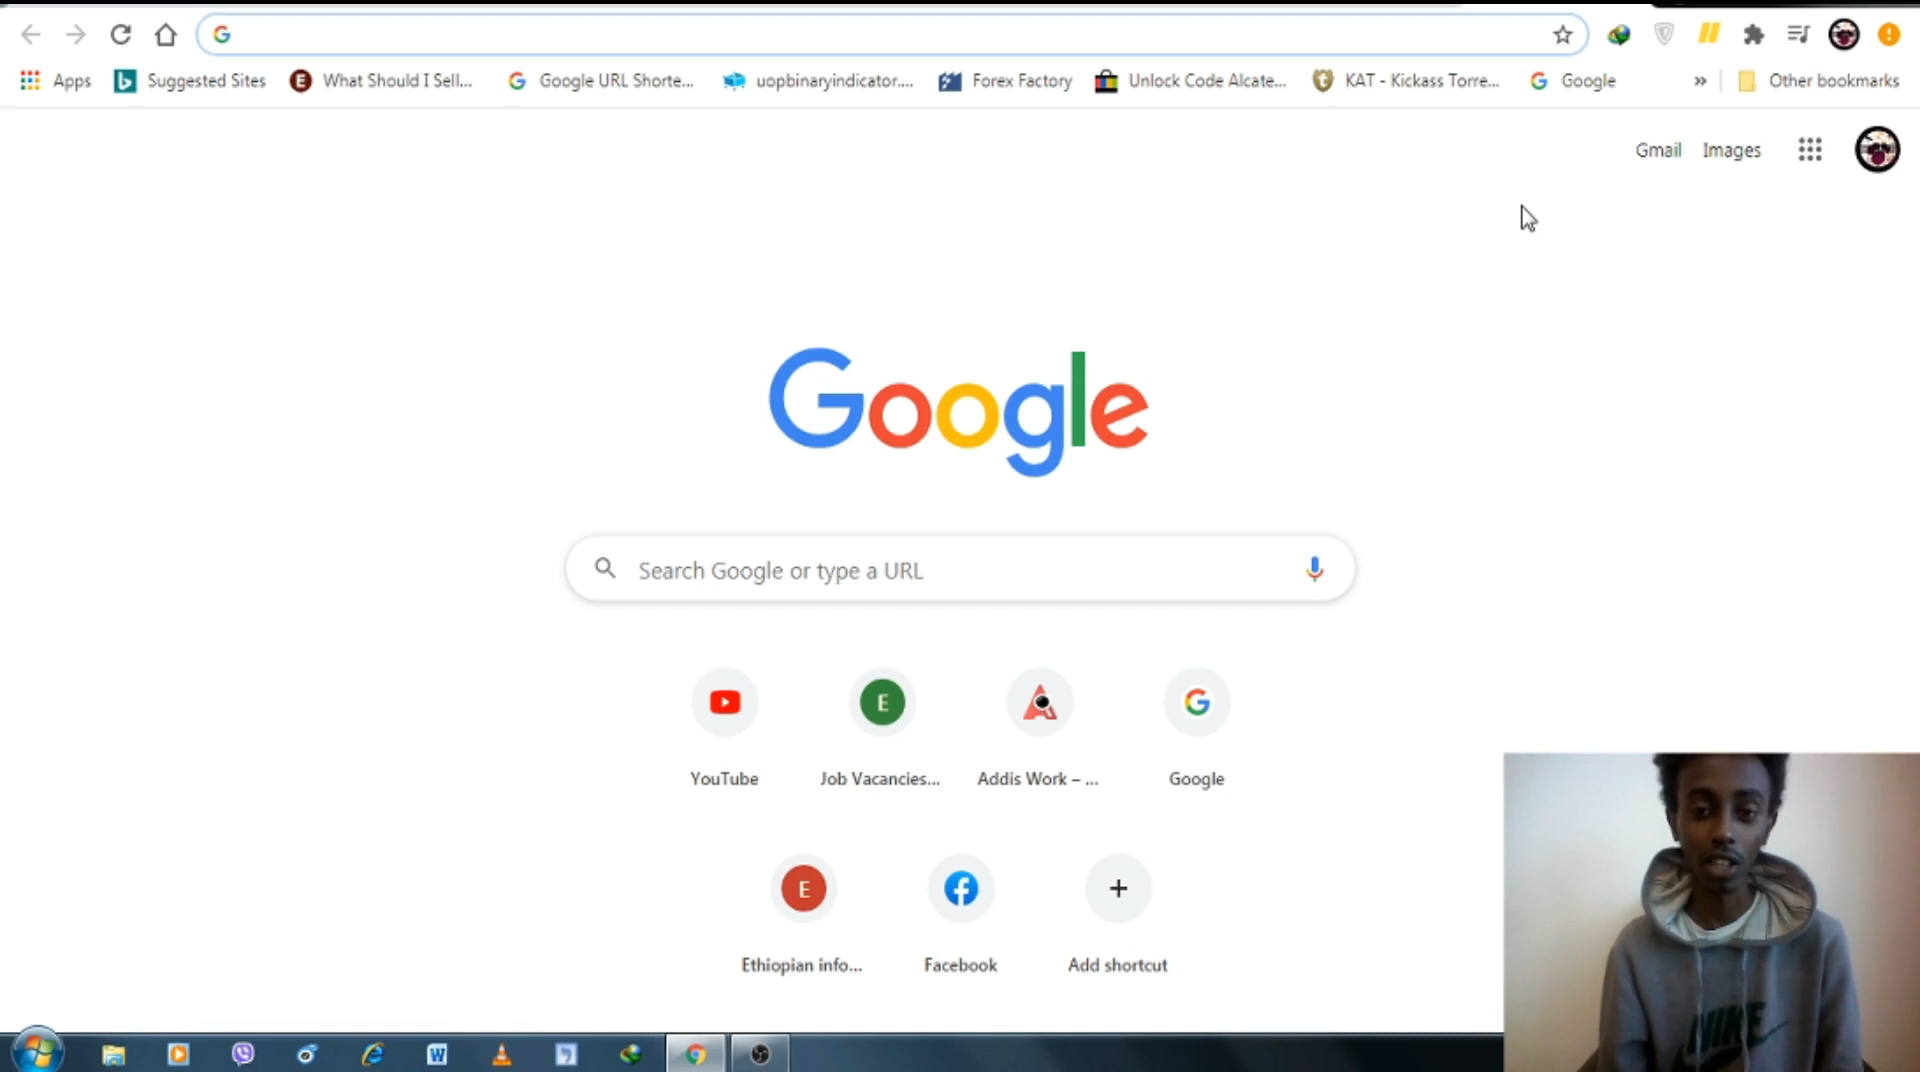 Apps Suggested Sites What Should I Sell... Google URL Shorte... uopbinaryindicator.... Forex Factory Unlock Code Alcate... KAT - Kickass Torre... Google » Other bookmarks
Gmail Images
Google
Search Google or type a URL
E
YouTube Job Vacancies... Addis Work – ... Google
E
Ethiopian info... Facebook Add shortcut
NIKE